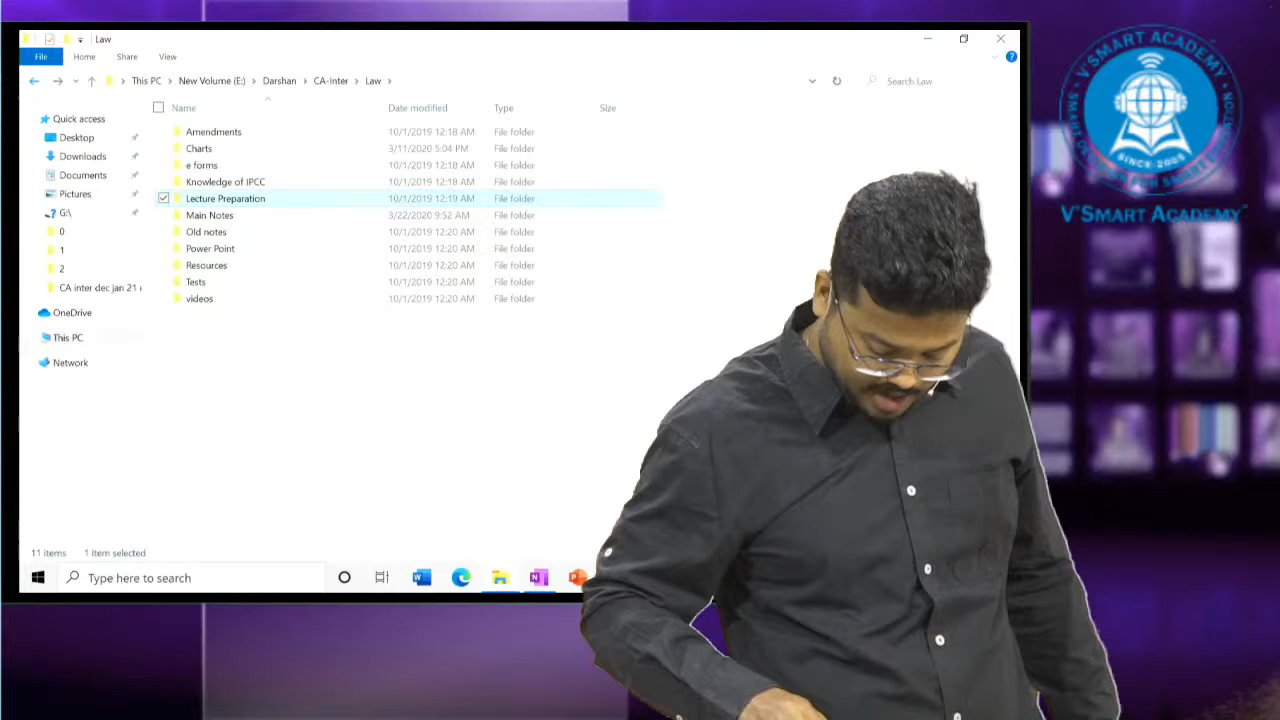 Law
File Home Share View
This PC New Volume (E:) Darshan CA-Inter Law
Search Law
Name Date modified Type Size
Quick access
Desktop
Downloads
Documents
Pictures
G:\
0
1
2
CA inter dec jan 21
OneDrive
This PC
Network
Amendments 10/1/2019 12:18 AM File folder
Charts 3/11/2020 5:04 PM File folder
e forms 10/1/2019 12:18 AM File folder
Knowledge of IPCC 10/1/2019 12:18 AM File folder
Lecture Preparation 10/1/2019 12:19 AM File folder
Main Notes 3/22/2020 9:52 AM File folder
Old notes 10/1/2019 12:20 AM File folder
Power Point 10/1/2019 12:20 AM File folder
Resources 10/1/2019 12:20 AM File folder
Tests 10/1/2019 12:20 AM File folder
videos 10/1/2019 12:20 AM File folder
11 items 1 item selected
Type here to search
V'SMART ACADEMY
SINCE-2005
V'SMART ACADEMY